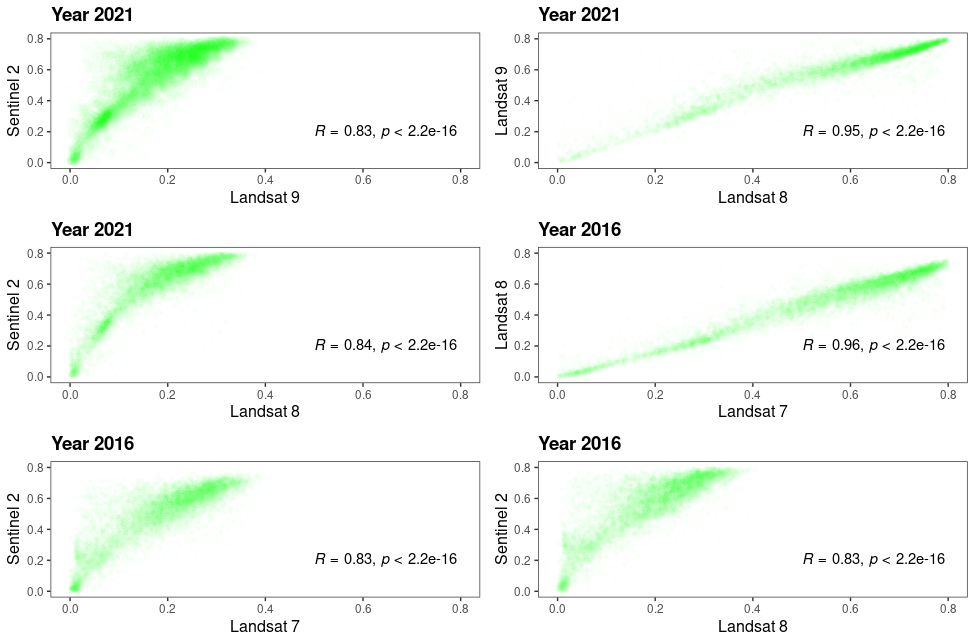 Year 2021
Sentinel 2
0.8
0.6
0.4
0.2
0.0
R = 0.83, p < 2.2e-16
0.0 0.2 0.4 0.6 0.8
Landsat 9
Year 2021
Landsat 9
0.8
0.6
0.4
0.2
0.0
R = 0.95, p < 2.2e-16
0.0 0.2 0.4 0.6 0.8
Landsat 8
Year 2021
Sentinel 2
0.8
0.6
0.4
0.2
0.0
R = 0.84, p < 2.2e-16
0.0 0.2 0.4 0.6 0.8
Landsat 8
Year 2016
Landsat 8
0.8
0.6
0.4
0.2
0.0
R = 0.96, p < 2.2e-16
0.0 0.2 0.4 0.6 0.8
Landsat 7
Year 2016
Sentinel 2
0.8
0.6
0.4
0.2
0.0
R = 0.83, p < 2.2e-16
0.0 0.2 0.4 0.6 0.8
Landsat 7
Year 2016
Sentinel 2
0.8
0.6
0.4
0.2
0.0
R = 0.83, p < 2.2e-16
0.0 0.2 0.4 0.6 0.8
Landsat 8